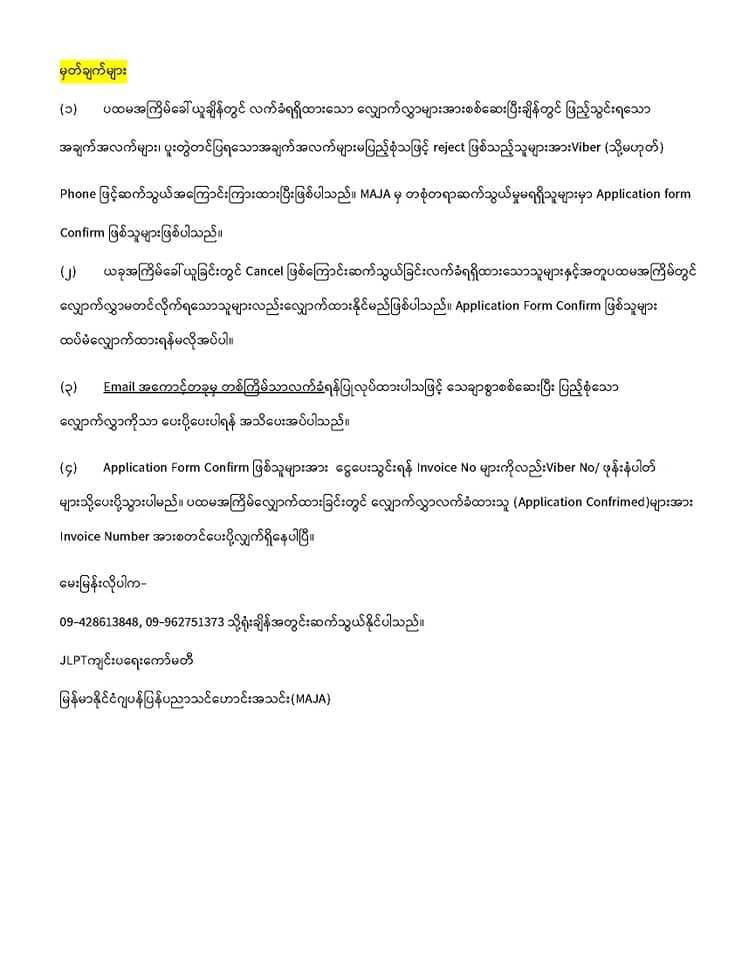 မှတ်ချက်များ
(၁) ပထမအကြိမ်ခေါ်ယူချိန်တွင် လက်ခံရရှိထားသော လျှောက်လွှာများအားစစ်ဆေးပြီးချိန်တွင် ဖြည့်သွင်းရသော
အချက်အလက်များ၊ ပူးတွဲတင်ပြရသောအချက်အလက်များမပြည့်စုံသဖြင့် reject ဖြစ်သည့်သူများအားViber (သို့မဟုတ်)
Phone ဖြင့်ဆက်သွယ်အကြောင်းကြားထားပြီးဖြစ်ပါသည်။ MAJA မှ တစုံတရာဆက်သွယ်မှုမရရှိသူများမှာ Application form
Confirm ဖြစ်သူများဖြစ်ပါသည်။
(၂) ယခုအကြိမ်ခေါ်ယူခြင်းတွင် Cancel ဖြစ်ကြောင်းဆက်သွယ်ခြင်းလက်ခံရရှိထားသောသူများနှင့်အတူပထမအကြိမ်တွင်
လျှောက်လွှာမတင်လိုက်ရသောသူများလည်းလျှောက်ထားနိုင်မည်ဖြစ်ပါသည်။ Application Form Confirm ဖြစ်သူများ
ထပ်မံလျှောက်ထားရန်မလိုအပ်ပါ။
(၃) Email အကောင့်တခုမှ တစ်ကြိမ်သာလက်ခံရန်ပြုလုပ်ထားပါသဖြင့် သေချာစွာစစ်ဆေးပြီး ပြည့်စုံသော
လျှောက်လွှာကိုသာ ပေးပို့ပေးပါရန် အသိပေးအပ်ပါသည်။
(၄) Application Form Confirm ဖြစ်သူများအား ငွေပေးသွင်းရန် Invoice No များကိုလည်းViber No/ ဖုန်းနံပါတ်
များသို့ပေးပို့သွားပါမည်။ ပထမအကြိမ်လျှောက်ထားခြင်းတွင် လျှောက်လွှာလက်ခံထားသူ (Application Confrimed)များအား
Invoice Number အားစတင်ပေးပို့လျှက်ရှိနေပါပြီ။
မေးမြန်းလိုပါက-
09-428613848, 09-962751373 သို့ရုံးချိန်အတွင်းဆက်သွယ်နိုင်ပါသည်။
JLPTကျင်းပရေးကော်မတီ
မြန်မာနိုင်ငံဂျပန်ပြန်ပညာသင်ဟောင်းအသင်း(MAJA)